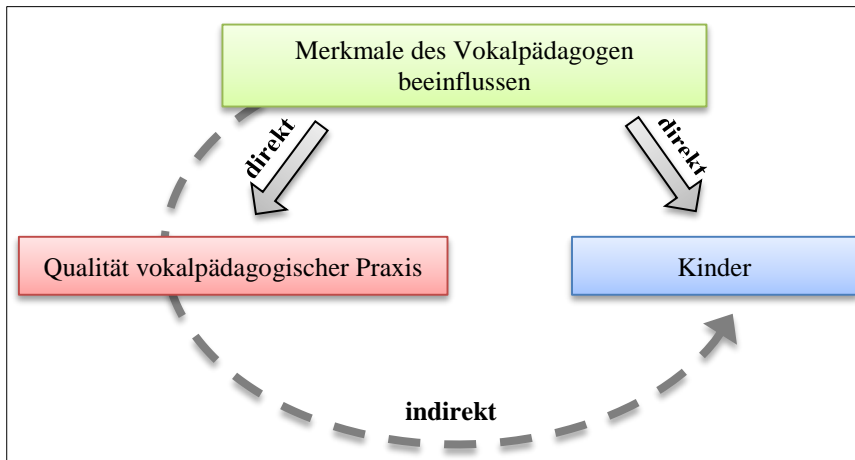 Merkmale des Vokalpädagogen
beeinflussen
direkt
direkt
Qualität vokalpädagogischer Praxis
Kinder
indirekt